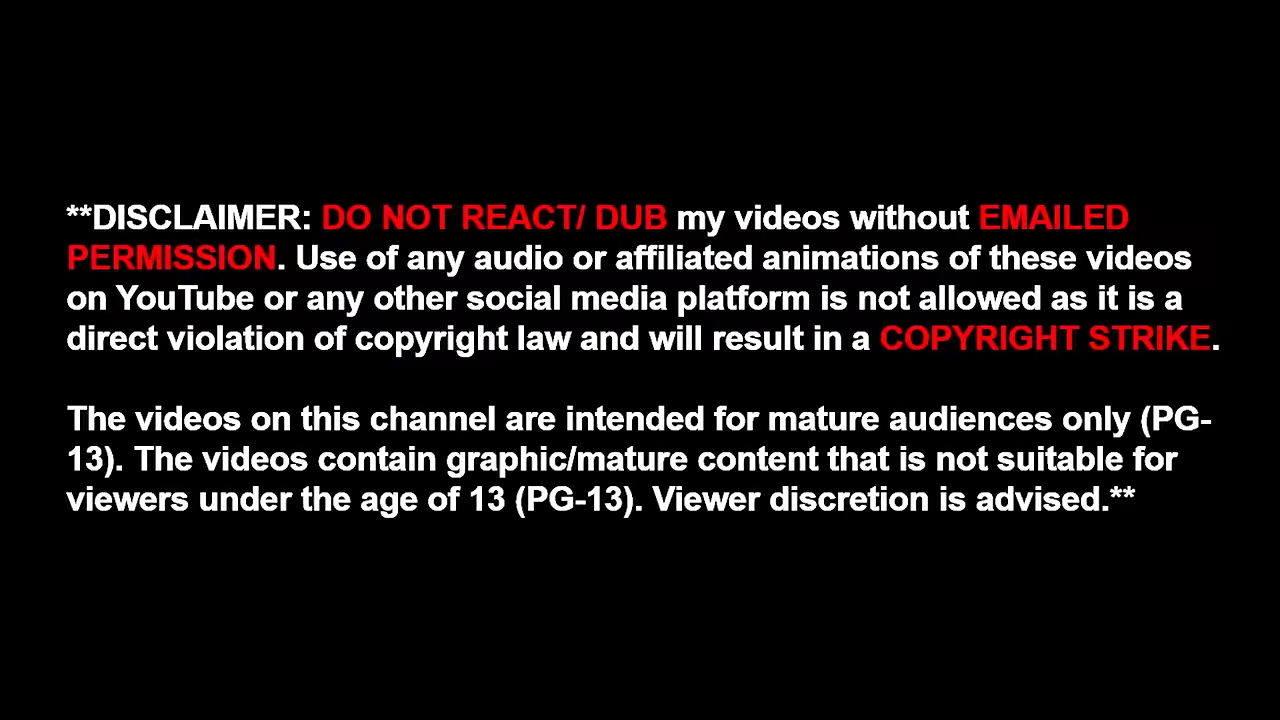 **DISCLAIMER: DO NOT REACT/ DUB my videos without EMAILED
PERMISSION. Use of any audio or affiliated animations of these videos
on YouTube or any other social media platform is not allowed as it is a
direct violation of copyright law and will result in a COPYRIGHT STRIKE.
The videos on this channel are intended for mature audiences only (PG-
13). The videos contain graphic/mature content that is not suitable for
viewers under the age of 13 (PG-13). Viewer discretion is advised.**